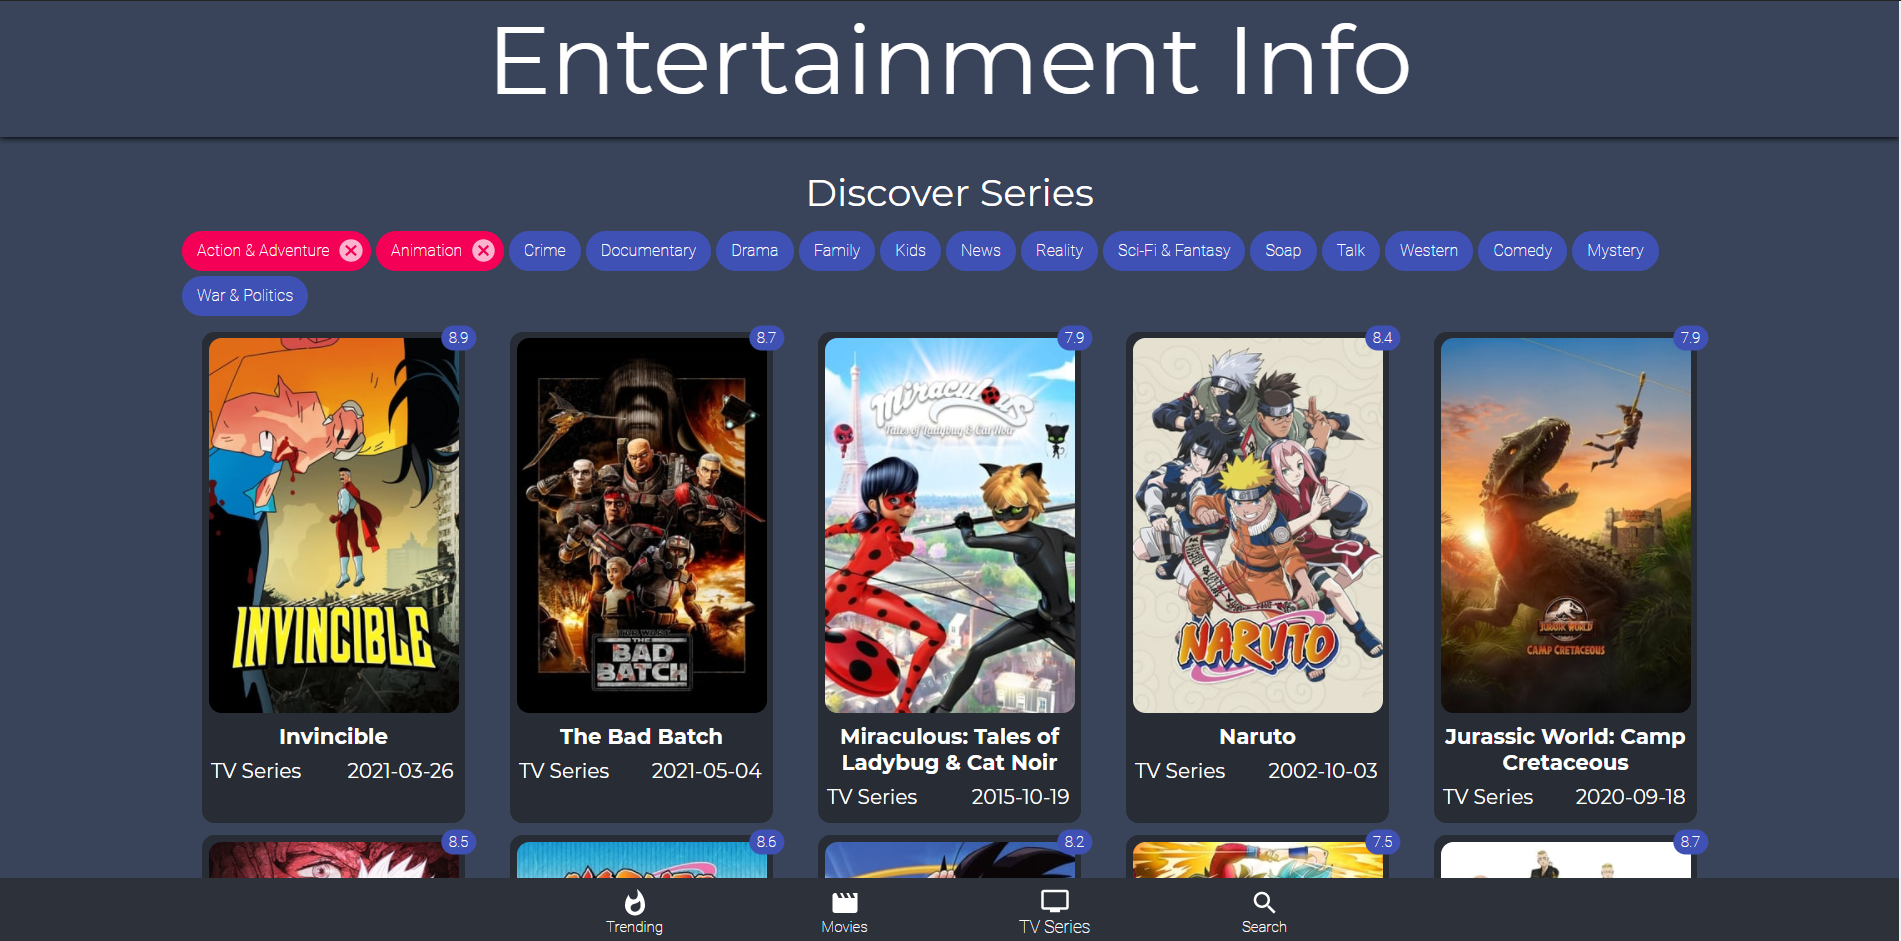 Entertainment Info
Discover Series
Action & Adventure Animation Crime Documentary Drama Family Kids News Reality Sci-Fi & Fantasy Soap Talk Western Comedy Mystery
War & Politics
8.9 8.7 7.9 8.4 7.9
INVINCIBLE
STAR WARS
THE
BAD
BATCH
Miraculous
Tales of Ladybug & Cat Noir
NARUTO
JURASSIC WORLD
CAMP CRETACEOUS
Invincible
TV Series 2021-03-26
The Bad Batch
TV Series 2021-05-04
Miraculous: Tales of
Ladybug & Cat Noir
TV Series 2015-10-19
Naruto
TV Series 2002-10-03
Jurassic World: Camp
Cretaceous
TV Series 2020-09-18
8.5 8.6 8.2 7.5 8.7
Trending Movies TV Series Search